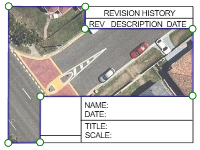 REVISION HISTORY
REV DESCRIPTION DATE
NAME:
DATE:
TITLE:
SCALE: